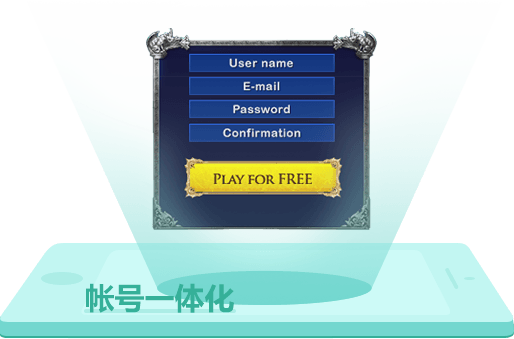 User name
E-mail
Password
Confirmation
PLAY FOR FREE
帐号一体化